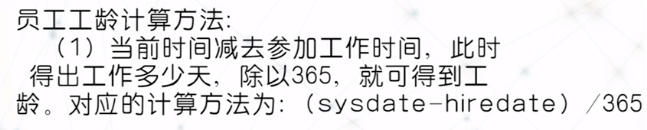 员工工龄计算方法:
（1）当前时间减去参加工作时间，此时
得出工作多少天，除以365，就可得到工
龄。对应的计算方法为:（sysdate-hiredate）/365